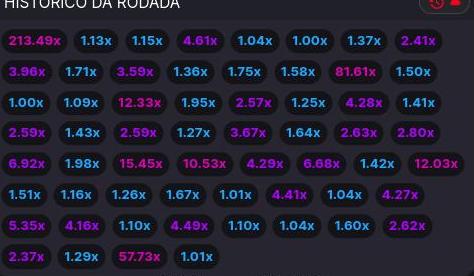 HISTÓRICO DA RODADA
213.49x 1.13x 1.15x 4.61x 1.04x 1.00x 1.37x 2.41x
3.96x 1.71x 3.59x 1.36x 1.75x 1.58x 81.61x 1.50x
1.00x 1.09x 12.33x 1.95x 2.57x 1.25x 4.28x 1.41x
2.59x 1.43x 2.59x 1.27x 3.67x 1.64x 2.63x 2.80x
6.92x 1.98x 15.45x 10.53x 4.29x 6.68x 1.42x 12.03x
1.51x 1.16x 1.26x 1.67x 1.01x 4.41x 1.04x 4.27x
5.35x 4.16x 1.10x 4.49x 1.10x 1.04x 1.60x 2.62x
2.37x 1.29x 57.73x 1.01x